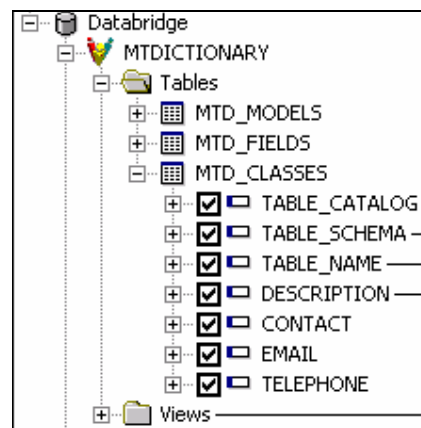 Databridge
MTDICTIONARY
Tables
MTD_MODELS
MTD_FIELDS
MTD_CLASSES
TABLE_CATALOG
TABLE_SCHEMA
TABLE_NAME
DESCRIPTION
CONTACT
EMAIL
TELEPHONE
Views